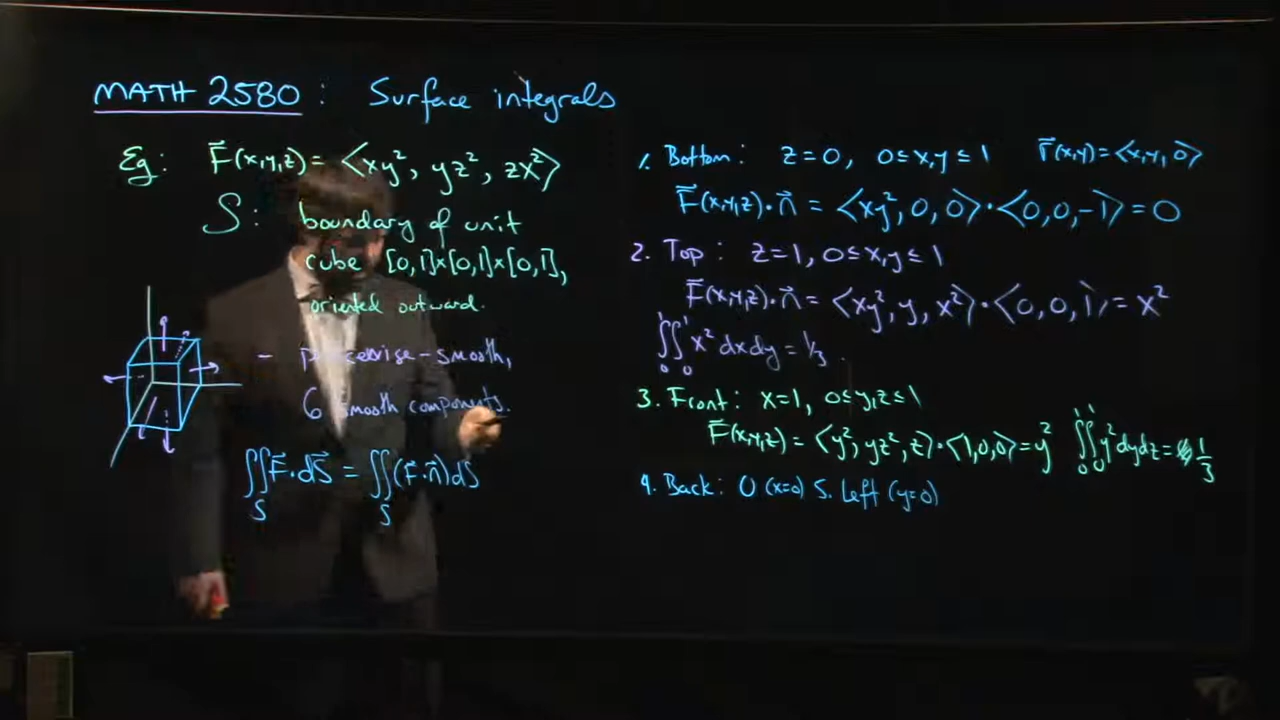 MATH 2580 : Surface integrals
Eg: F⃗(x,y,z) = ⟨xy², yz², zx²⟩
S: boundary of unit
cube [0,1]×[0,1]×[0,1],
oriented outward.
- piecewise-smooth,
6 smooth components.
∬_S F⃗·dS⃗ = ∬_S (F⃗·n⃗)dS
1. Bottom: z=0, 0≤x,y≤1 r⃗(x,y)=⟨x,y,0⟩
F⃗(x,y,z)·n⃗ = ⟨xy²,0,0⟩·⟨0,0,-1⟩=0
2. Top: z=1, 0≤x,y≤1
F⃗(x,y,z)·n⃗ = ⟨xy², y, x²⟩·⟨0,0,1⟩= x²
∫₀¹∫₀¹ x² dxdy = 1/3.
3. Front: x=1, 0≤y,z≤1
F⃗(x,y,z) = ⟨y², yz², z⟩·⟨1,0,0⟩=y² ∫₀¹∫₀¹ y² dydz = 1/3
4. Back: 0 (x=0) 5. Left (y=0)